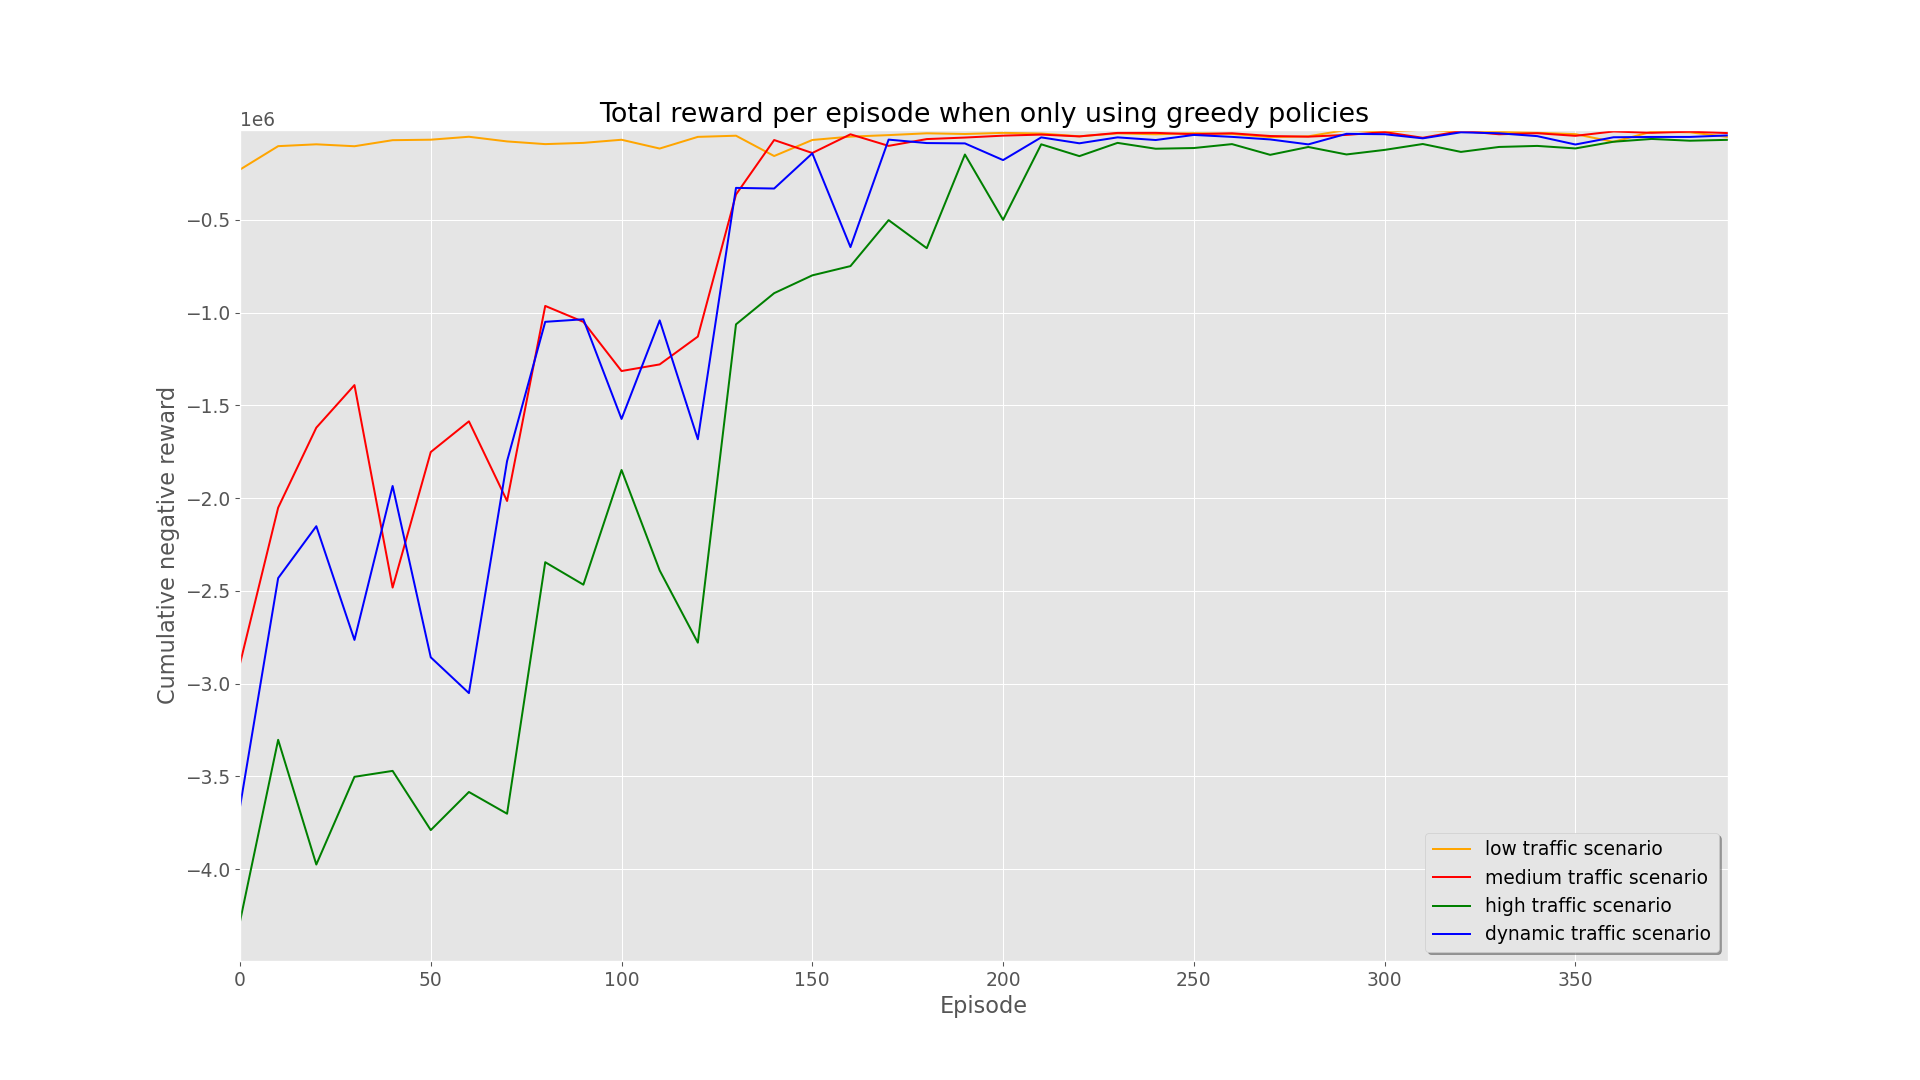 Total reward per episode when only using greedy policies
1e6
−0.5
−1.0
−1.5
−2.0
−2.5
−3.0
−3.5
−4.0
Cumulative negative reward
low traffic scenario
medium traffic scenario
high traffic scenario
dynamic traffic scenario
0 50 100 150 200 250 300 350
Episode